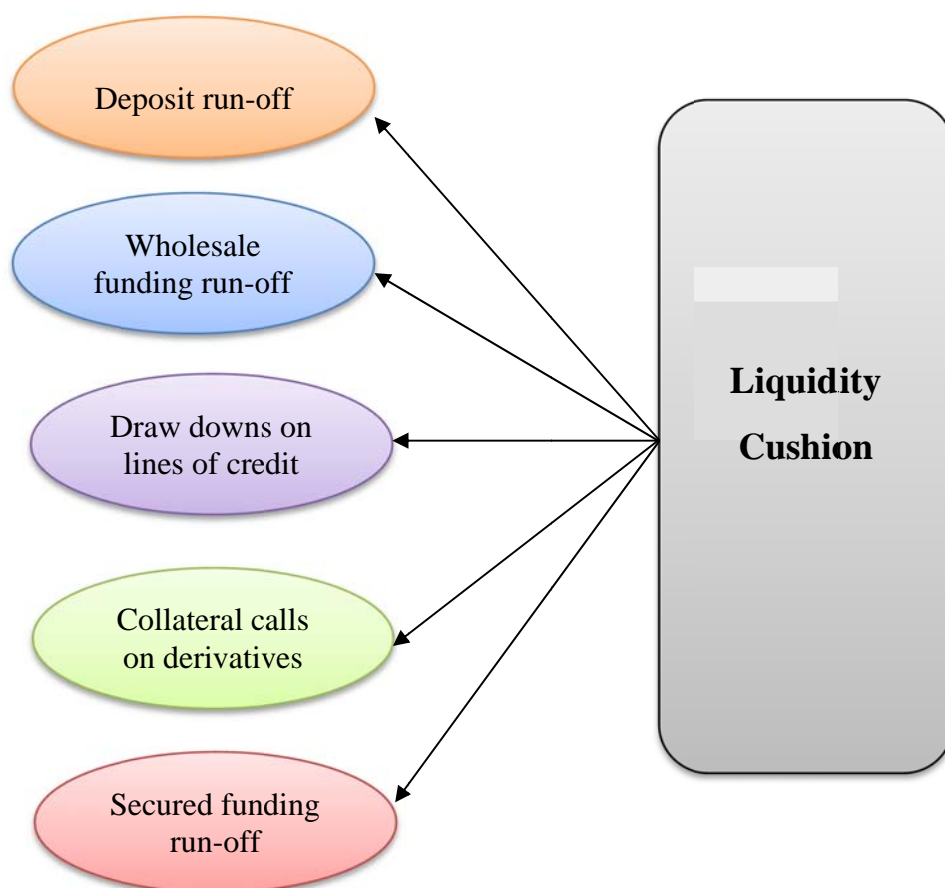 Deposit run-off
Wholesale
funding run-off
Draw downs on
lines of credit
Collateral calls
on derivatives
Secured funding
run-off
Liquidity
Cushion